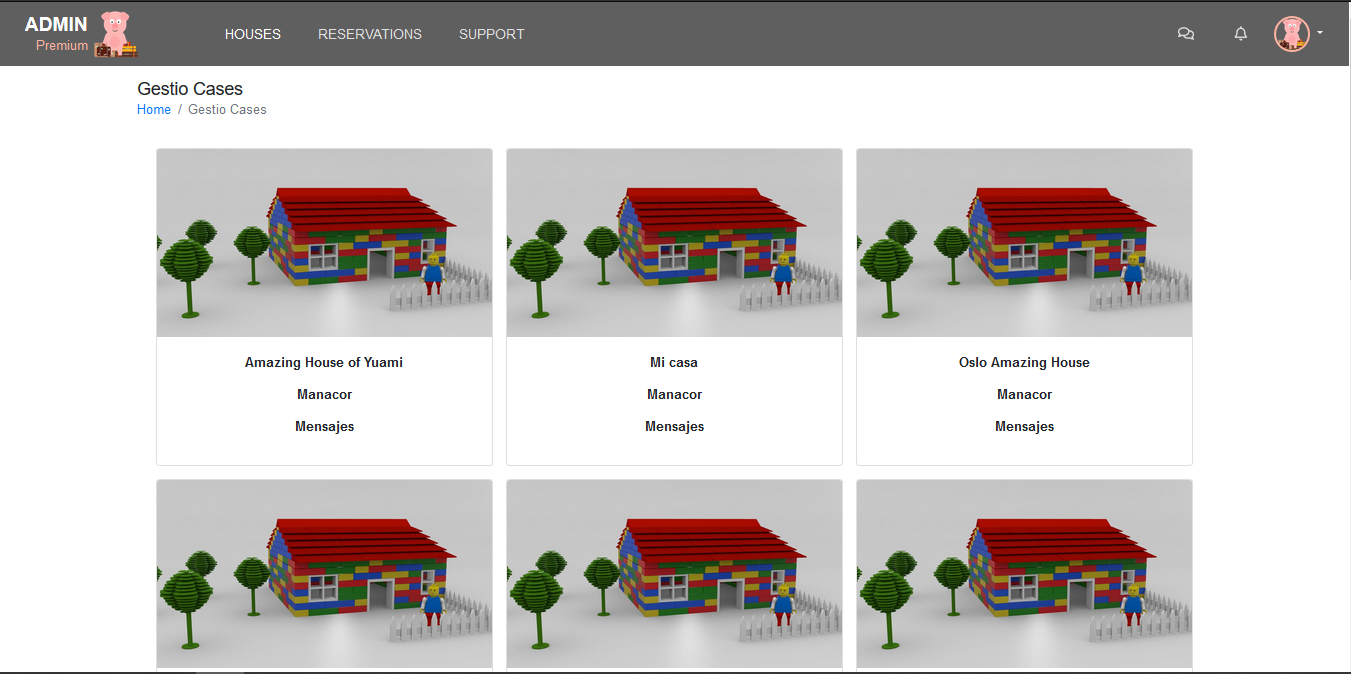 ADMIN
Premium
HOUSES RESERVATIONS SUPPORT
Gestio Cases
Home / Gestio Cases
Amazing House of Yuami
Manacor
Mensajes
Mi casa
Manacor
Mensajes
Oslo Amazing House
Manacor
Mensajes